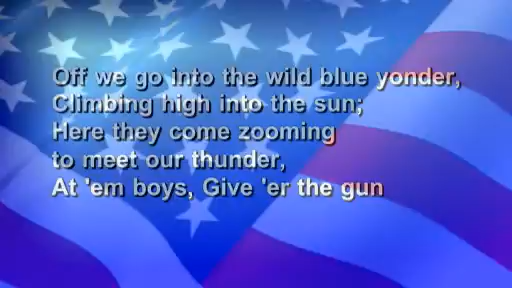 Off we go into the wild blue yonder,
Climbing high into the sun;
Here they come zooming
to meet our thunder,
At 'em boys, Give 'er the gun